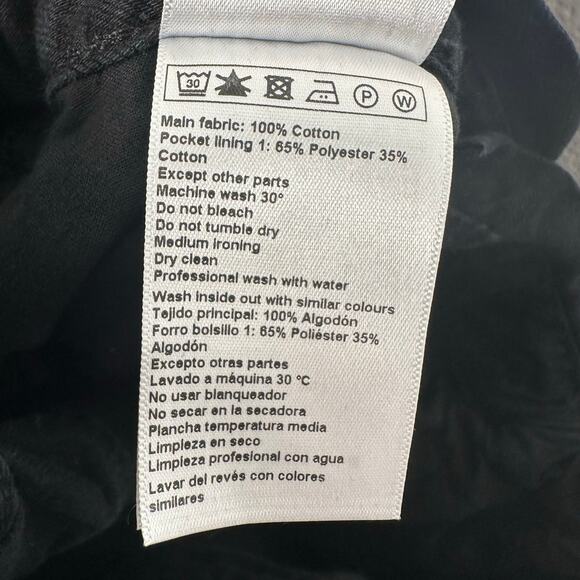 30 P W
Main fabric: 100% Cotton
Pocket lining 1: 65% Polyester 35%
Cotton
Except other parts
Machine wash 30°
Do not bleach
Do not tumble dry
Medium ironing
Dry clean
Professional wash with water
Wash inside out with similar colours
Tejido principal: 100% Algodón
Forro bolsillo 1: 65% Poliéster 35%
Algodón
Excepto otras partes
Lavado a máquina 30 °C
No usar blanqueador
No secar en la secadora
Plancha temperatura media
Limpieza en seco
Limpieza profesional con agua
Lavar del revés con colores
similares